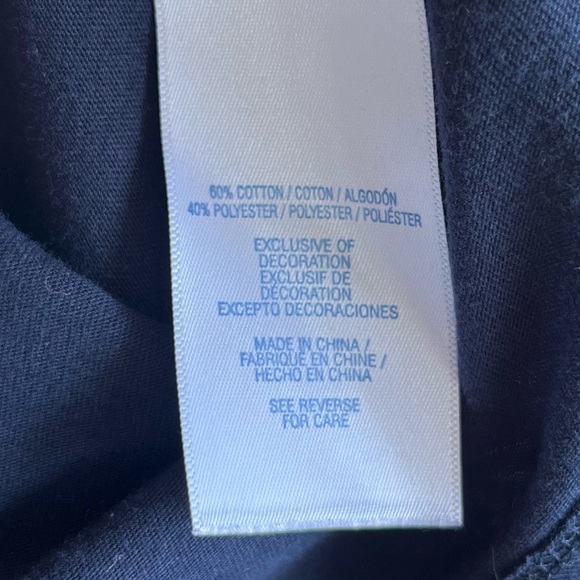 60% COTTON / COTON / ALGODÓN
40% POLYESTER / POLYESTER / POLIÉSTER
EXCLUSIVE OF
DECORATION
EXCLUSIF DE
DÉCORATION
EXCEPTO DECORACIONES
MADE IN CHINA /
FABRIQUÉ EN CHINE /
HECHO EN CHINA
SEE REVERSE
FOR CARE